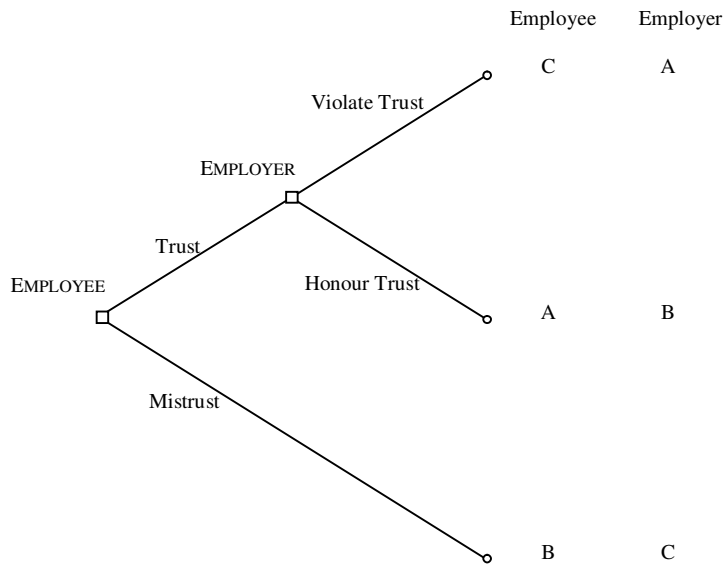 Employee Employer
C A
Violate Trust
EMPLOYER
Trust
EMPLOYEE
Honour Trust
A B
Mistrust
B C